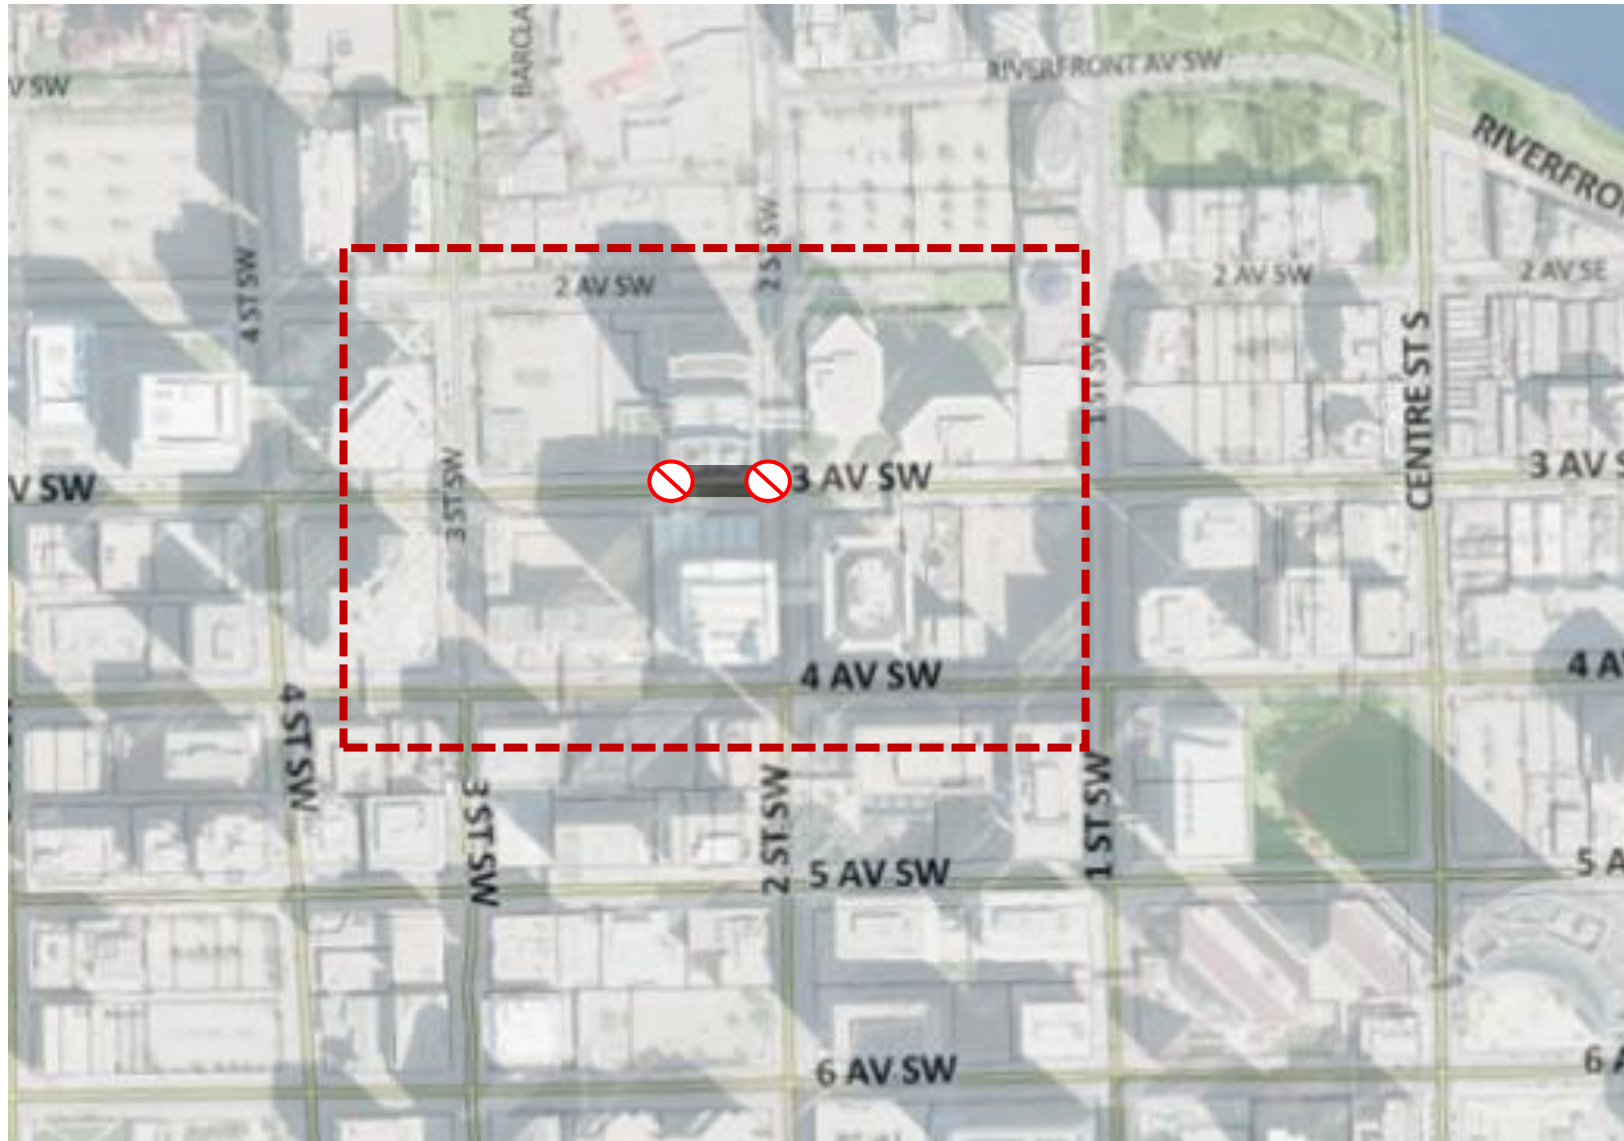 BARCLA
RIVERFRONT AV SW
V SW
RIVERFRO
2 ST SW
4 ST SW
2 AV SW
2 AV SW
2 AV SE
1 ST SW
CENTRE ST S
3 ST SW
3 AV SW
3 AV S
V SW
4 AV SW
4 AV
4 ST SW
3 ST SW
2 ST SW
1 ST SW
5 AV SW
5 A
6 AV SW
6 A